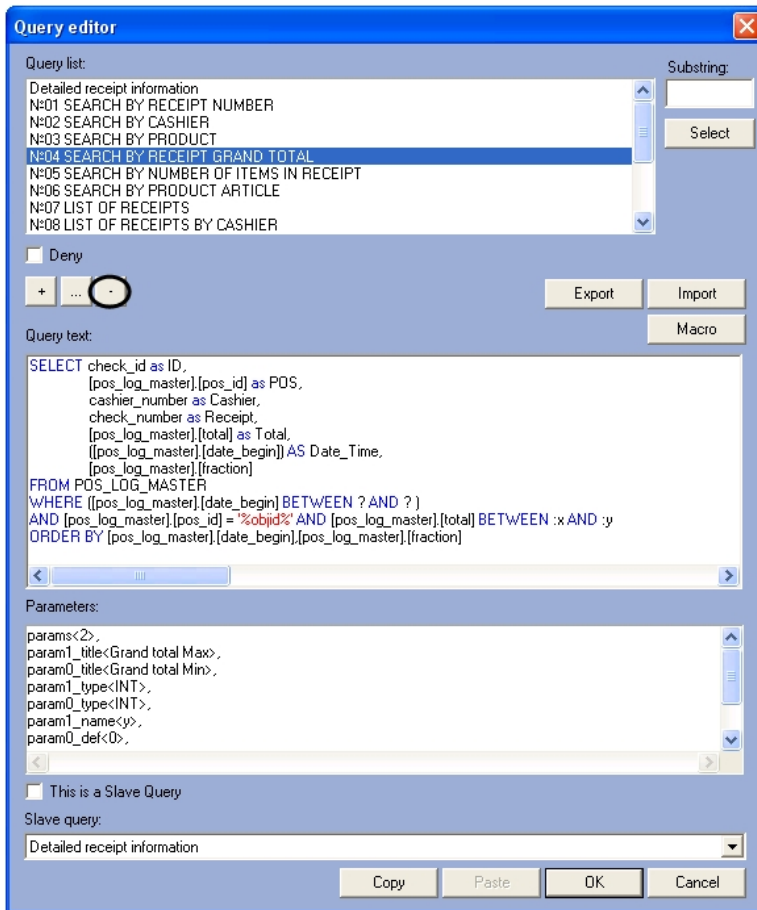 Query editor
Query list:
Substring:
Detailed receipt information
№01 SEARCH BY RECEIPT NUMBER
№02 SEARCH BY CASHIER
№03 SEARCH BY PRODUCT
№04 SEARCH BY RECEIPT GRAND TOTAL
№05 SEARCH BY NUMBER OF ITEMS IN RECEIPT
№06 SEARCH BY PRODUCT ARTICLE
№07 LIST OF RECEIPTS
№08 LIST OF RECEIPTS BY CASHIER
Select
Deny
+ ... -
Export Import
Macro
Query text:
SELECT check_id as ID,
[pos_log_master].[pos_id] as POS,
cashier_number as Cashier,
check_number as Receipt,
[pos_log_master].[total] as Total,
([pos_log_master].[date_begin]) AS Date_Time,
[pos_log_master].[fraction]
FROM POS_LOG_MASTER
WHERE ([pos_log_master].[date_begin] BETWEEN ? AND ? )
AND [pos_log_master].[pos_id] = '%objid%' AND [pos_log_master].[total] BETWEEN :x AND :y
ORDER BY [pos_log_master].[date_begin],[pos_log_master].[fraction]
Parameters:
params<2>,
param1_title<Grand total Max>,
param0_title<Grand total Min>,
param1_type<INT>,
param0_type<INT>,
param1_name<y>,
param0_def<0>,
This is a Slave Query
Slave query:
Detailed receipt information
Copy Paste OK Cancel